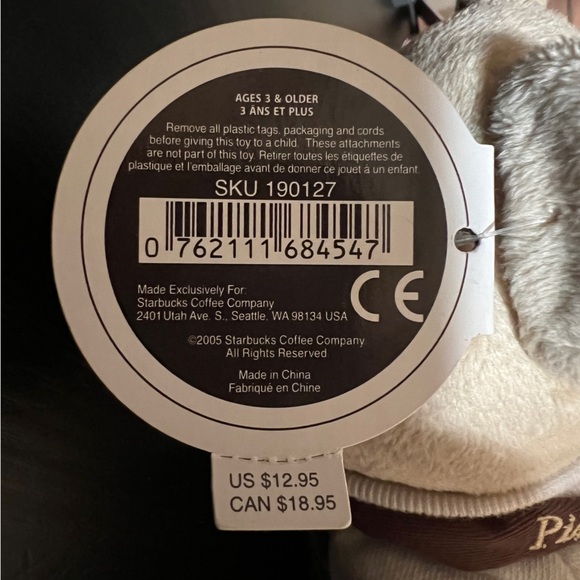 AGES 3 & OLDER
3 ÀNS ET PLUS
Remove all plastic tags, packaging and cords
before giving this toy to a child. These attachments
are not part of this toy. Retirer toutes les étiquettes de
plastique et l'emballage avant de donner ce jouet à un enfant.
SKU 190127
0 762111 684547
Made Exclusively For:
Starbucks Coffee Company
2401 Utah Ave. S., Seattle, WA 98134 USA
CE
©2005 Starbucks Coffee Company
All Rights Reserved
Made in China
Fabriqué en Chine
US $12.95
CAN $18.95